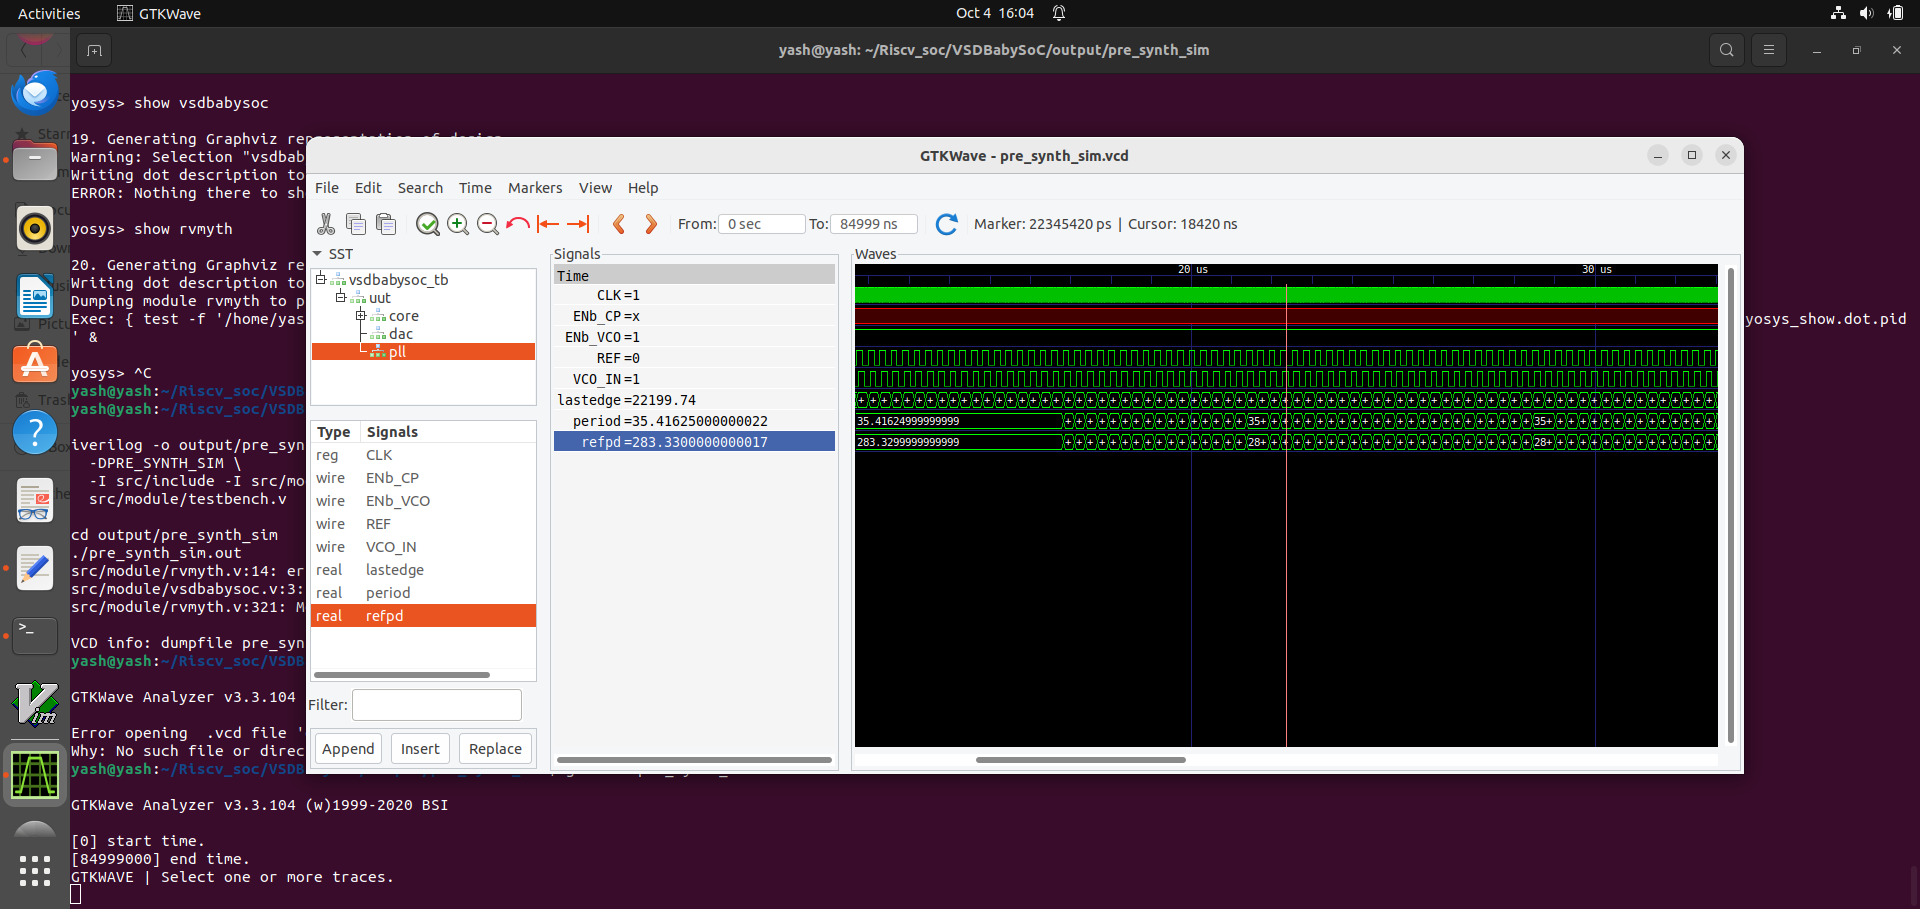 Activities GTKWave Oct 4 16:04
yash@yash: ~/Riscv_soc/VSDBabySoC/output/pre_synth_sim
yosys> show vsdbabysoc
19. Generating Graphviz
Warning: Selection "vsdbab
Writing dot description to
ERROR: Nothing there to sh
yosys> show rvmyth
20. Generating Graphviz re
Writing dot description to
Dumping module rvmyth to p
Exec: { test -f '/home/yas
yosys_show.dot.pid
' &
yosys> ^C
yash@yash:~/Riscv_soc/VSDB
yash@yash:~/Riscv_soc/VSDB
iverilog -o output/pre_syn
-DPRE_SYNTH_SIM \
-I src/include -I src/mo
src/module/testbench.v
cd output/pre_synth_sim
./pre_synth_sim.out
src/module/rvmyth.v:14: er
src/module/vsdbabysoc.v:3:
src/module/rvmyth.v:321: M
VCD info: dumpfile pre_syn
yash@yash:~/Riscv_soc/VSDB
GTKWave Analyzer v3.3.104
Error opening .vcd file '
Why: No such file or direc
yash@yash:~/Riscv_soc/VSDB
GTKWave Analyzer v3.3.104 (w)1999-2020 BSI
[0] start time.
[84999000] end time.
GTKWAVE | Select one or more traces.
GTKWave - pre_synth_sim.vcd
File Edit Search Time Markers View Help
From: 0 sec To: 84999 ns Marker: 22345420 ps | Cursor: 18420 ns
SST
vsdbabysoc_tb
uut
core
dac
pll
Type Signals
reg CLK
wire ENb_CP
wire ENb_VCO
wire REF
wire VCO_IN
real lastedge
real period
real refpd
Filter:
Append Insert Replace
Signals
Time
CLK=1
ENb_CP=x
ENb_VCO=1
REF=0
VCO_IN=1
lastedge=22199.74
period=35.41625000000022
refpd=283.3300000000017
Waves
20 us 30 us
35.41624999999999 35+ 35+
283.3299999999999 28+ 28+